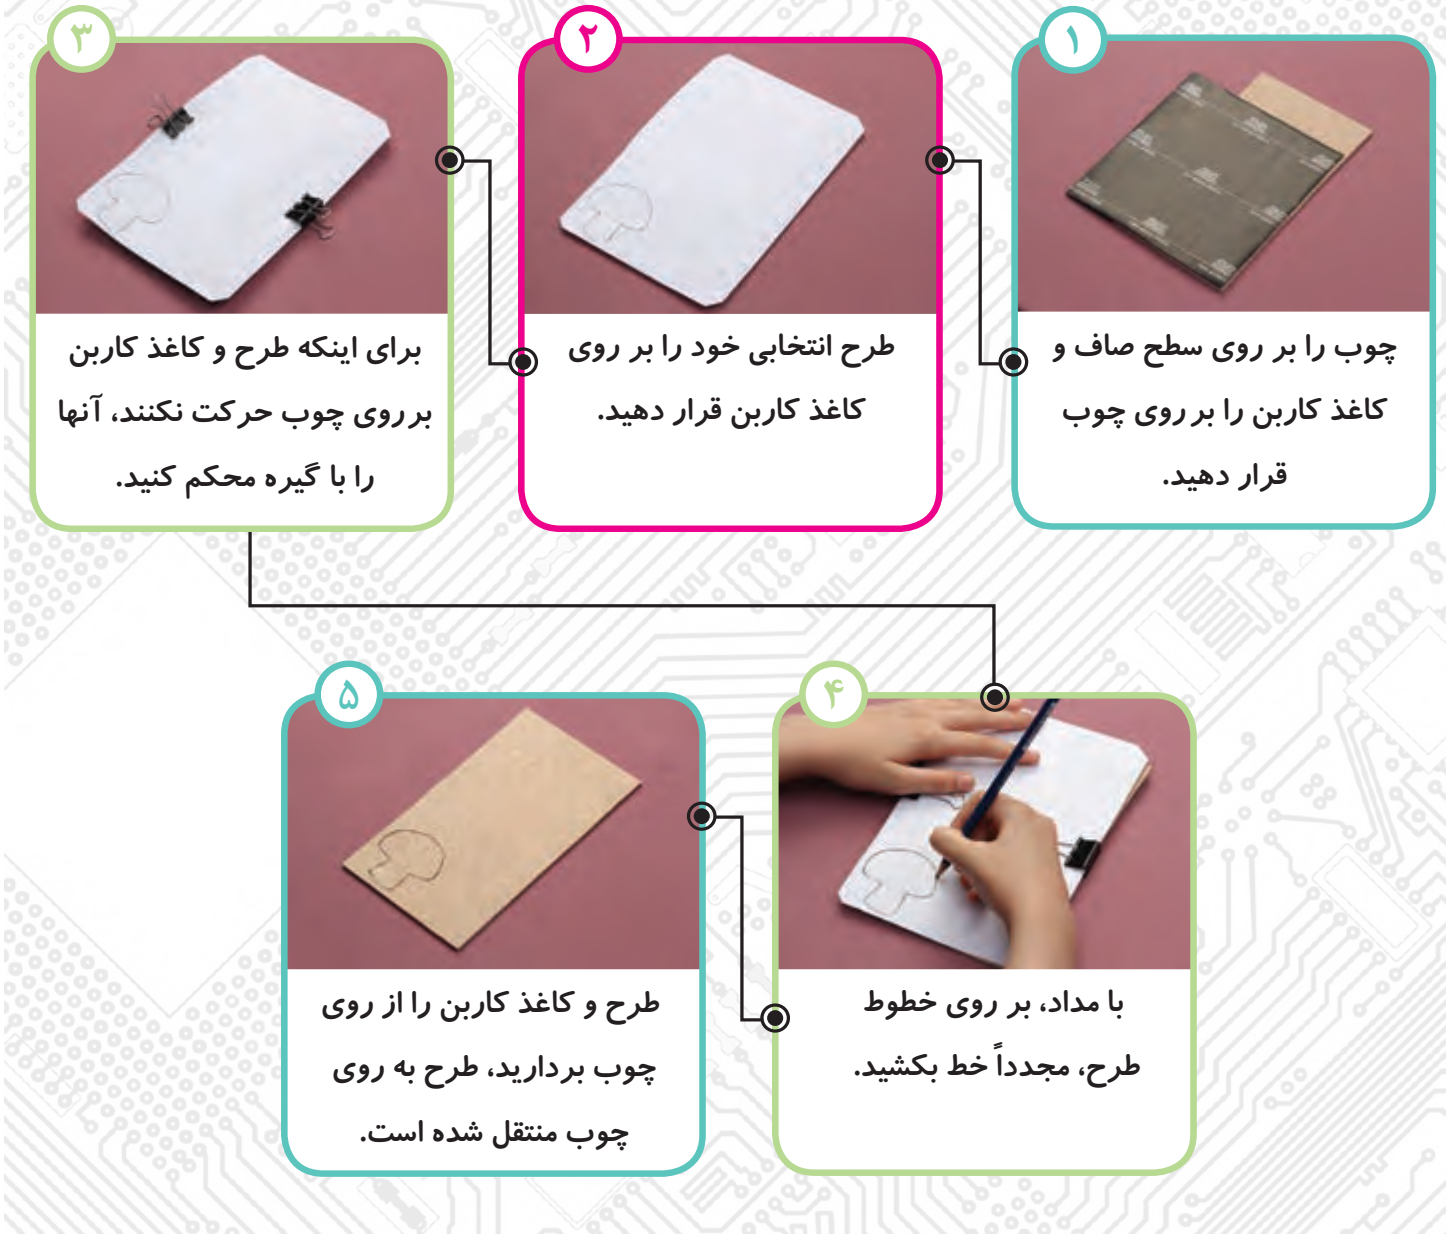 ۱
چوب را بر روی سطح صاف و
کاغذ کاربن را بر روی چوب
قرار دهید.
۲
طرح انتخابی خود را بر روی
کاغذ کاربن قرار دهید.
۳
برای اینکه طرح و کاغذ کاربن
بر روی چوب حرکت نکنند، آنها
را با گیره محکم کنید.
۴
با مداد، بر روی خطوط
طرح، مجدداً خط بکشید.
۵
طرح و کاغذ کاربن را از روی
چوب بردارید، طرح به روی
چوب منتقل شده است.